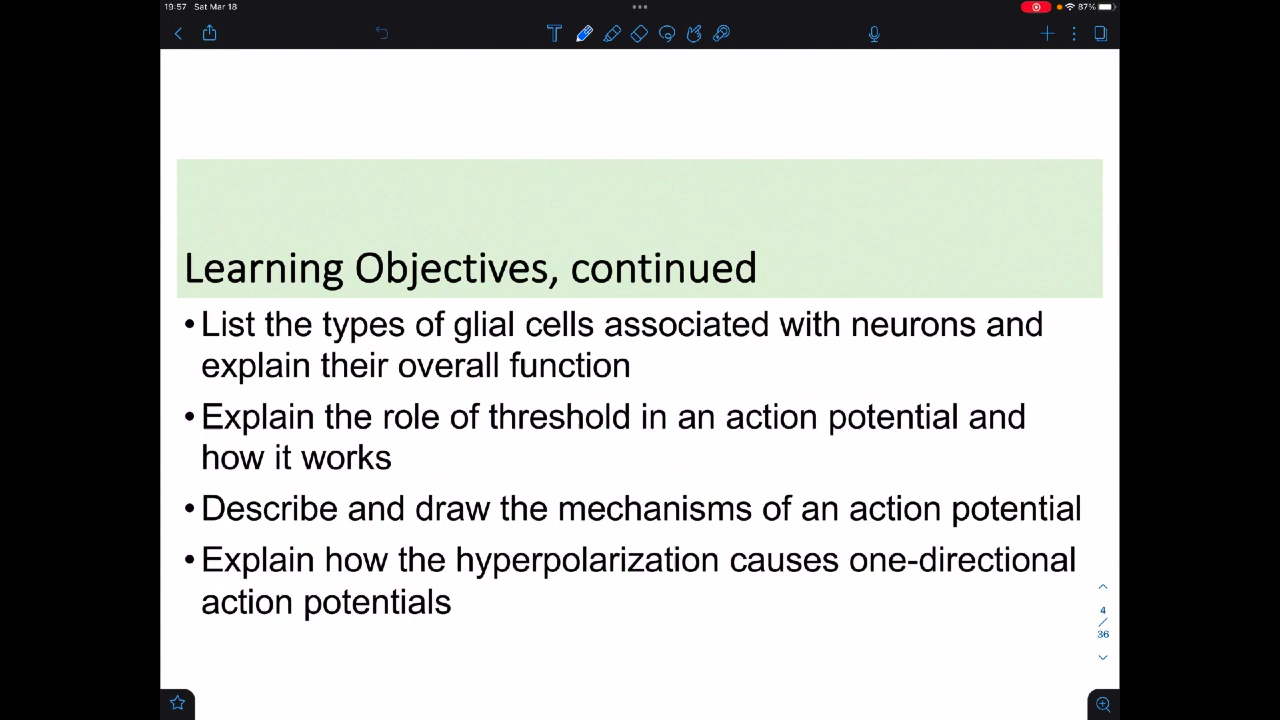 19:57 Sat Mar 18
87%
T
Learning Objectives, continued
•List the types of glial cells associated with neurons and
explain their overall function
•Explain the role of threshold in an action potential and
how it works
•Describe and draw the mechanisms of an action potential
•Explain how the hyperpolarization causes one-directional
action potentials
4
/
36